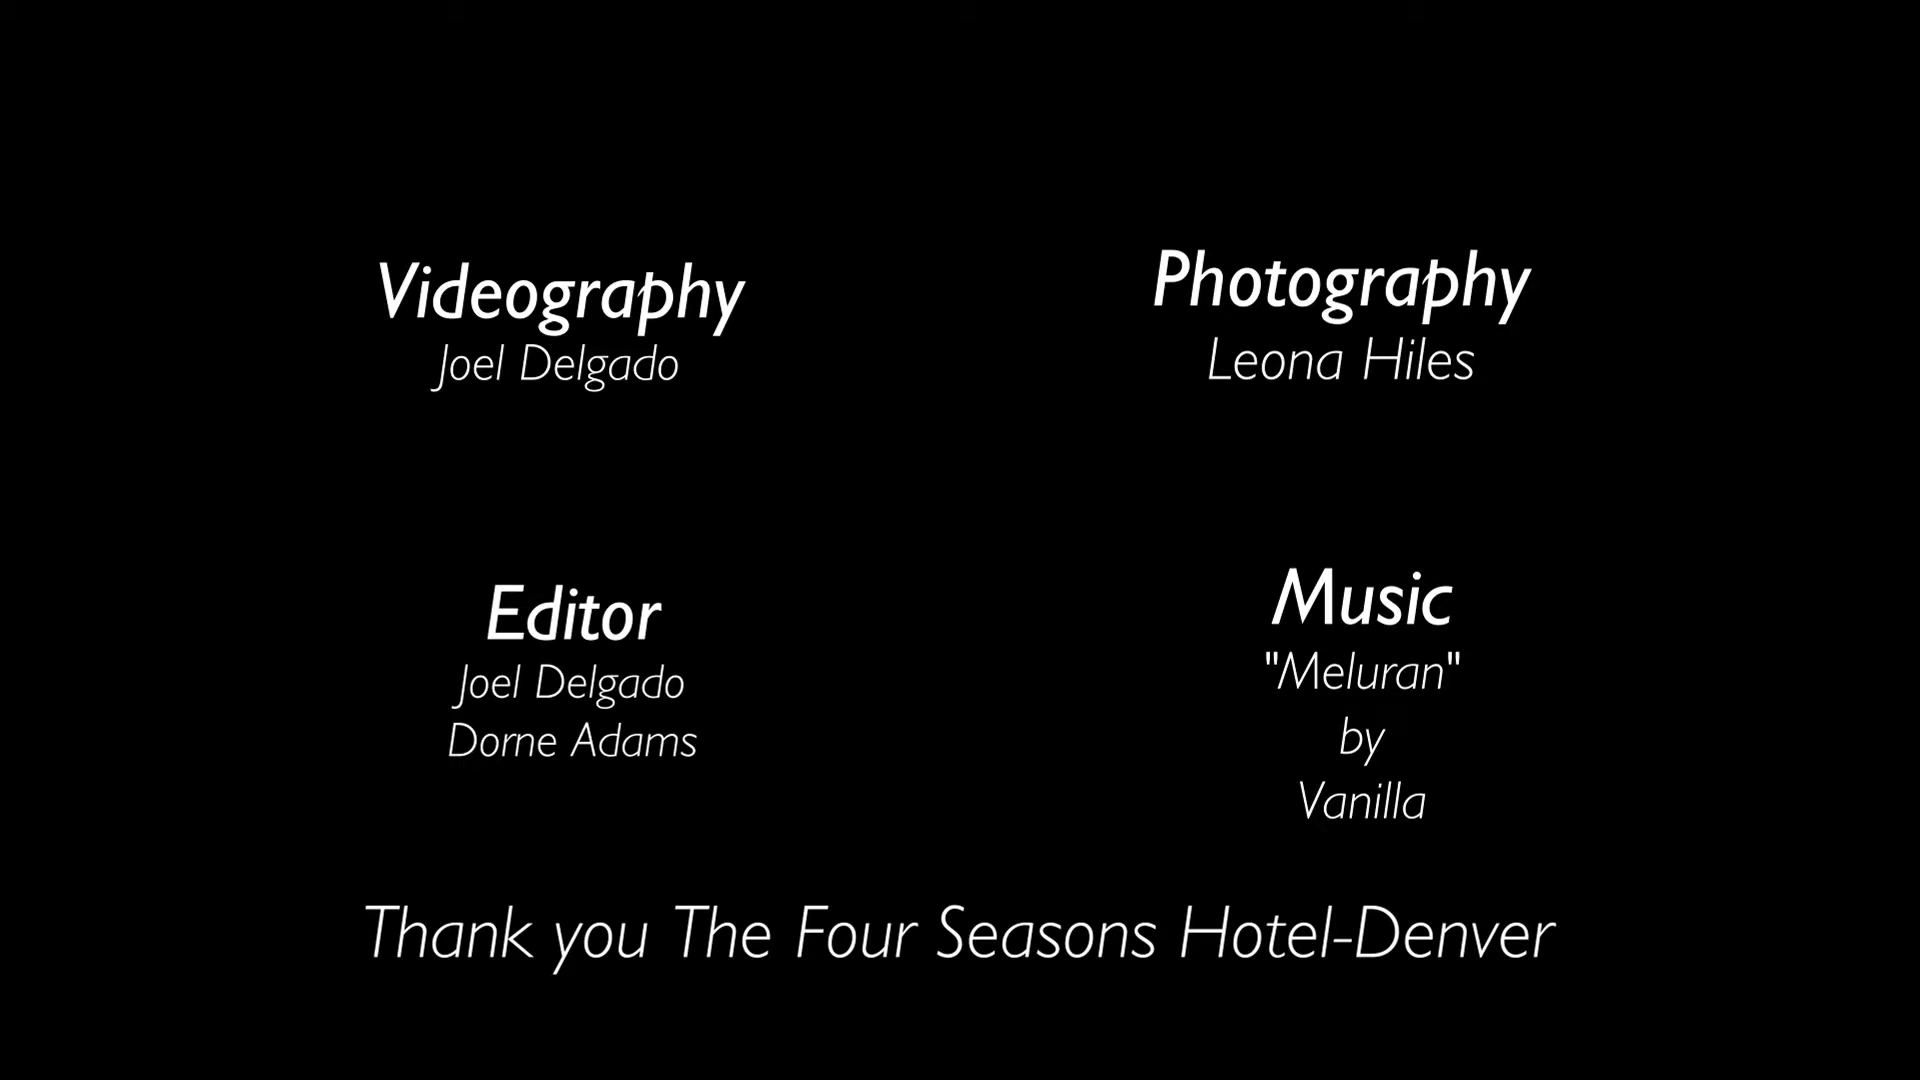 Videography
Joel Delgado
Photography
Leona Hiles
Editor
Joel Delgado
Dorne Adams
Music
"Meluran"
by
Vanilla
Thank you The Four Seasons Hotel-Denver